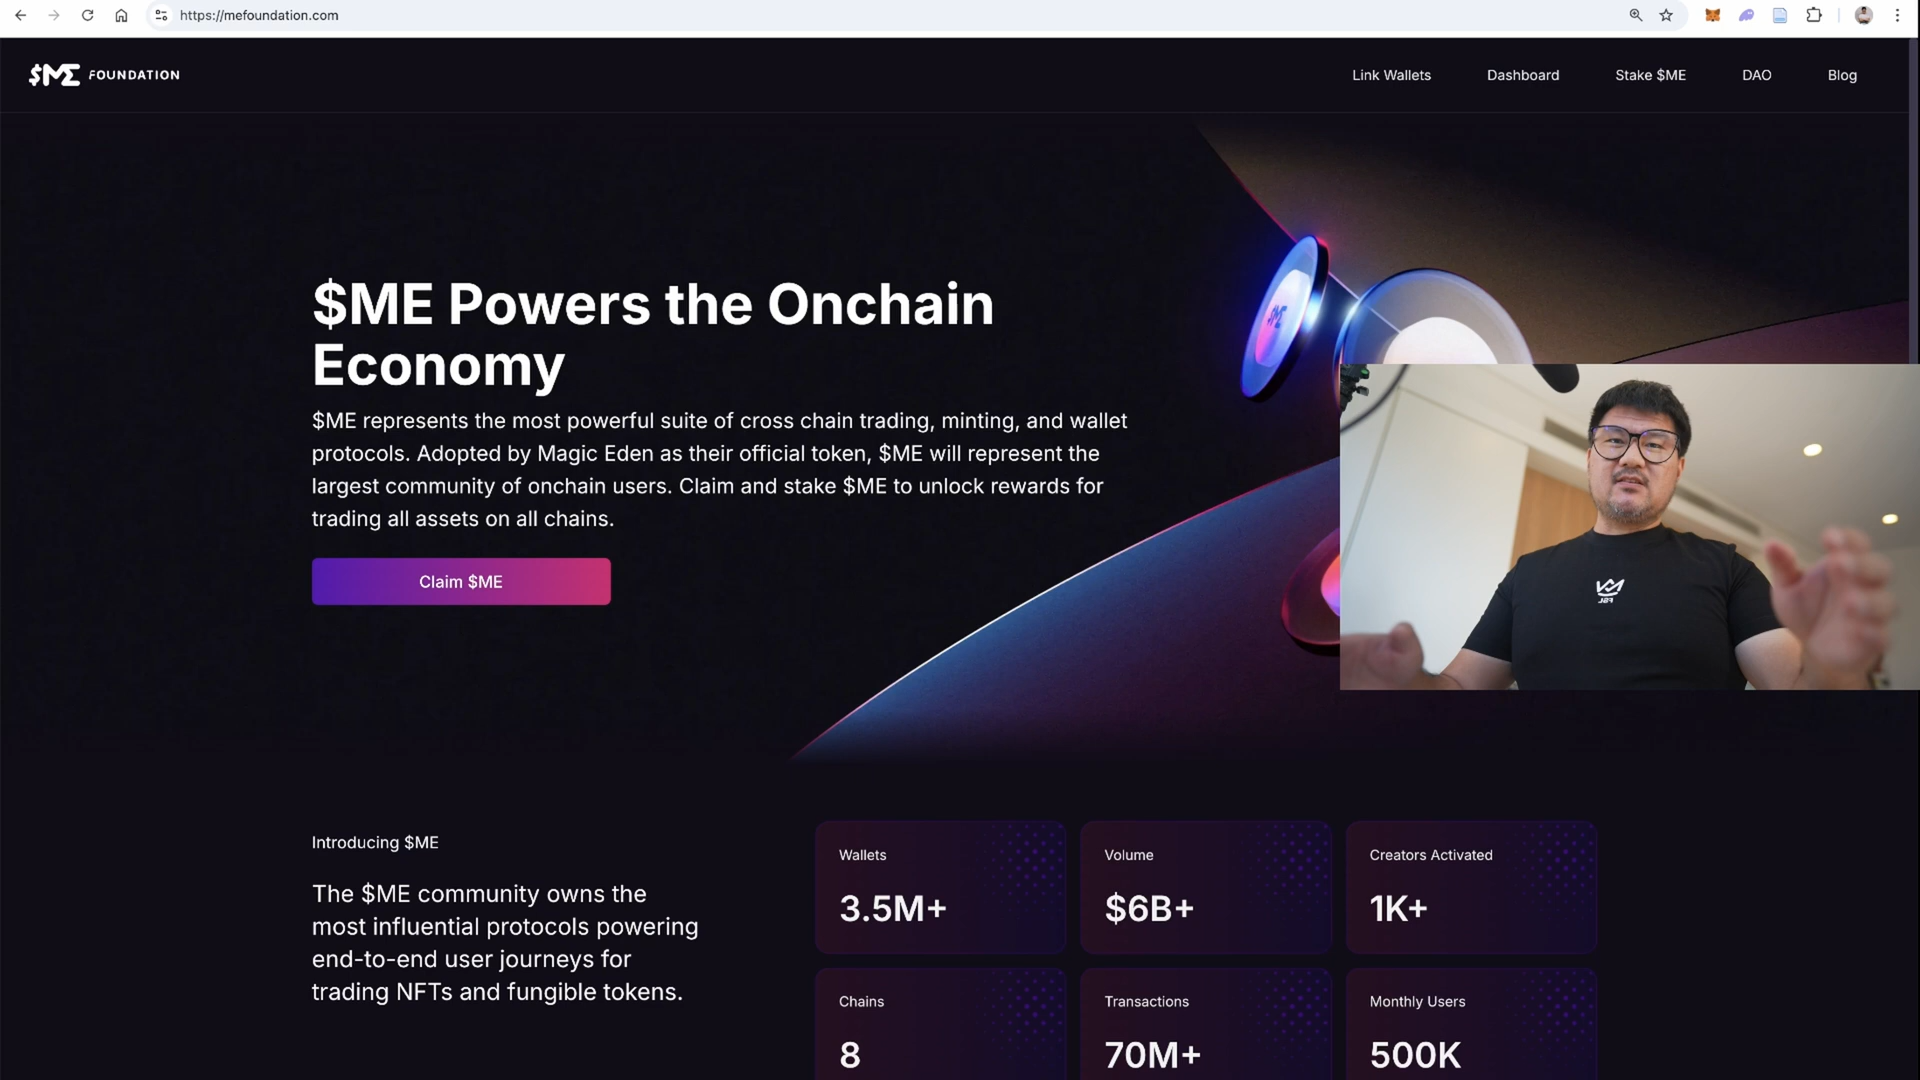 https://mefoundation.com
$ME FOUNDATION
Link Wallets
Dashboard
Stake $ME
DAO
Blog
$ME
$ME Powers the Onchain
Economy
$ME represents the most powerful suite of cross chain trading, minting, and wallet
protocols. Adopted by Magic Eden as their official token, $ME will represent the
largest community of onchain users. Claim and stake $ME to unlock rewards for
trading all assets on all chains.
Claim $ME
Introducing $ME
The $ME community owns the
most influential protocols powering
end-to-end user journeys for
trading NFTs and fungible tokens.
Wallets
3.5M+
Volume
$6B+
Creators Activated
1K+
Chains
8
Transactions
70M+
Monthly Users
500K